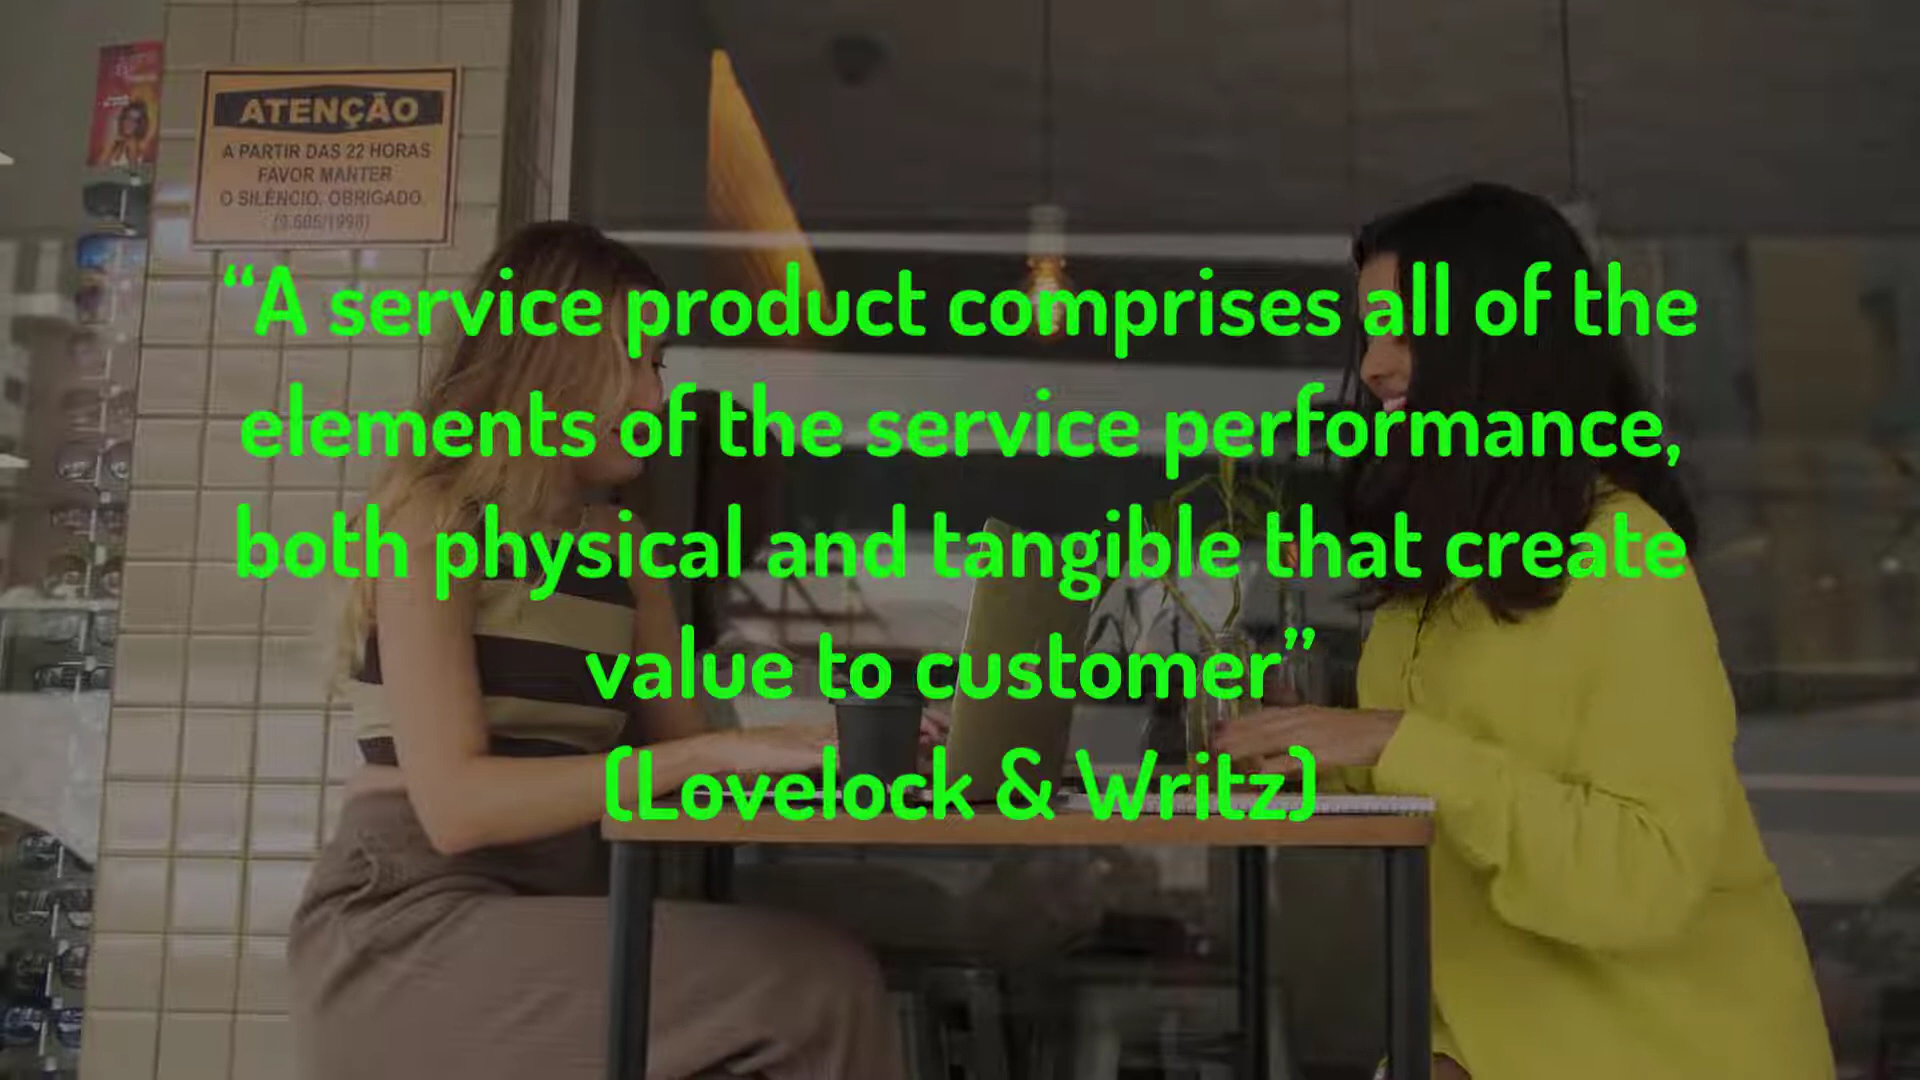 ATENÇÃO
A PARTIR DAS 22 HORAS
FAVOR MANTER
O SILÊNCIO. OBRIGADO.
“A service product comprises all of the
elements of the service performance,
both physical and tangible that create
value to customer”
(Lovelock & Writz)